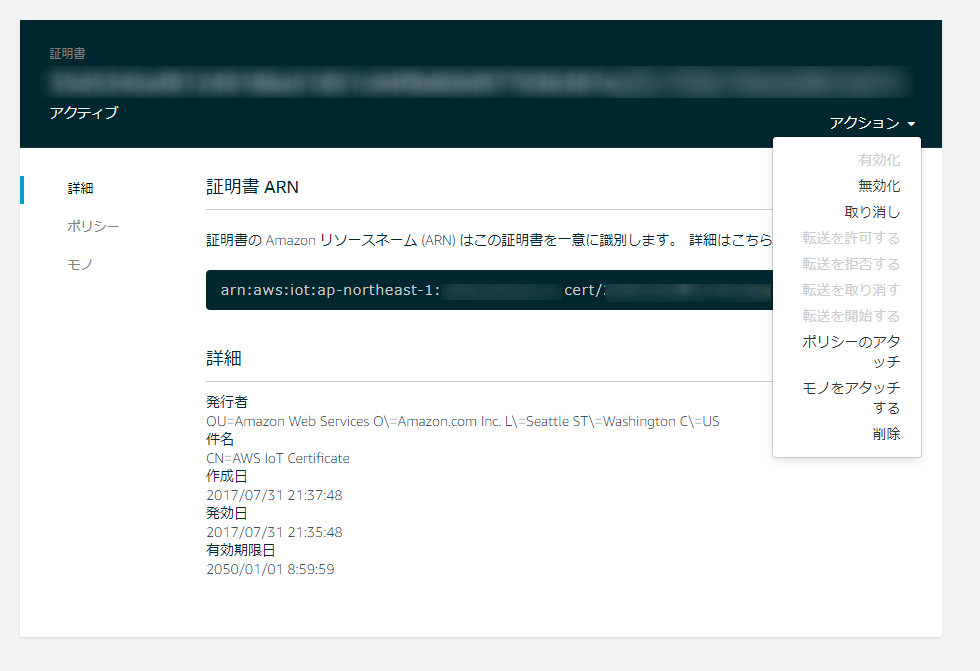 証明書
アクティブ
アクション
有効化
無効化
取り消し
転送を許可する
転送を拒否する
転送を取り消す
転送を開始する
ポリシーのアタ
ッチ
モノをアタッチ
する
削除
詳細
ポリシー
モノ
証明書 ARN
証明書の Amazon リソースネーム (ARN) はこの証明書を一意に識別します。 詳細はこちら
arn:aws:iot:ap-northeast-1: cert/
詳細
発行者
OU=Amazon Web Services O\=Amazon.com Inc. L\=Seattle ST\=Washington C\=US
件名
CN=AWS IoT Certificate
作成日
2017/07/31 21:37:48
発効日
2017/07/31 21:35:48
有効期限日
2050/01/01 8:59:59